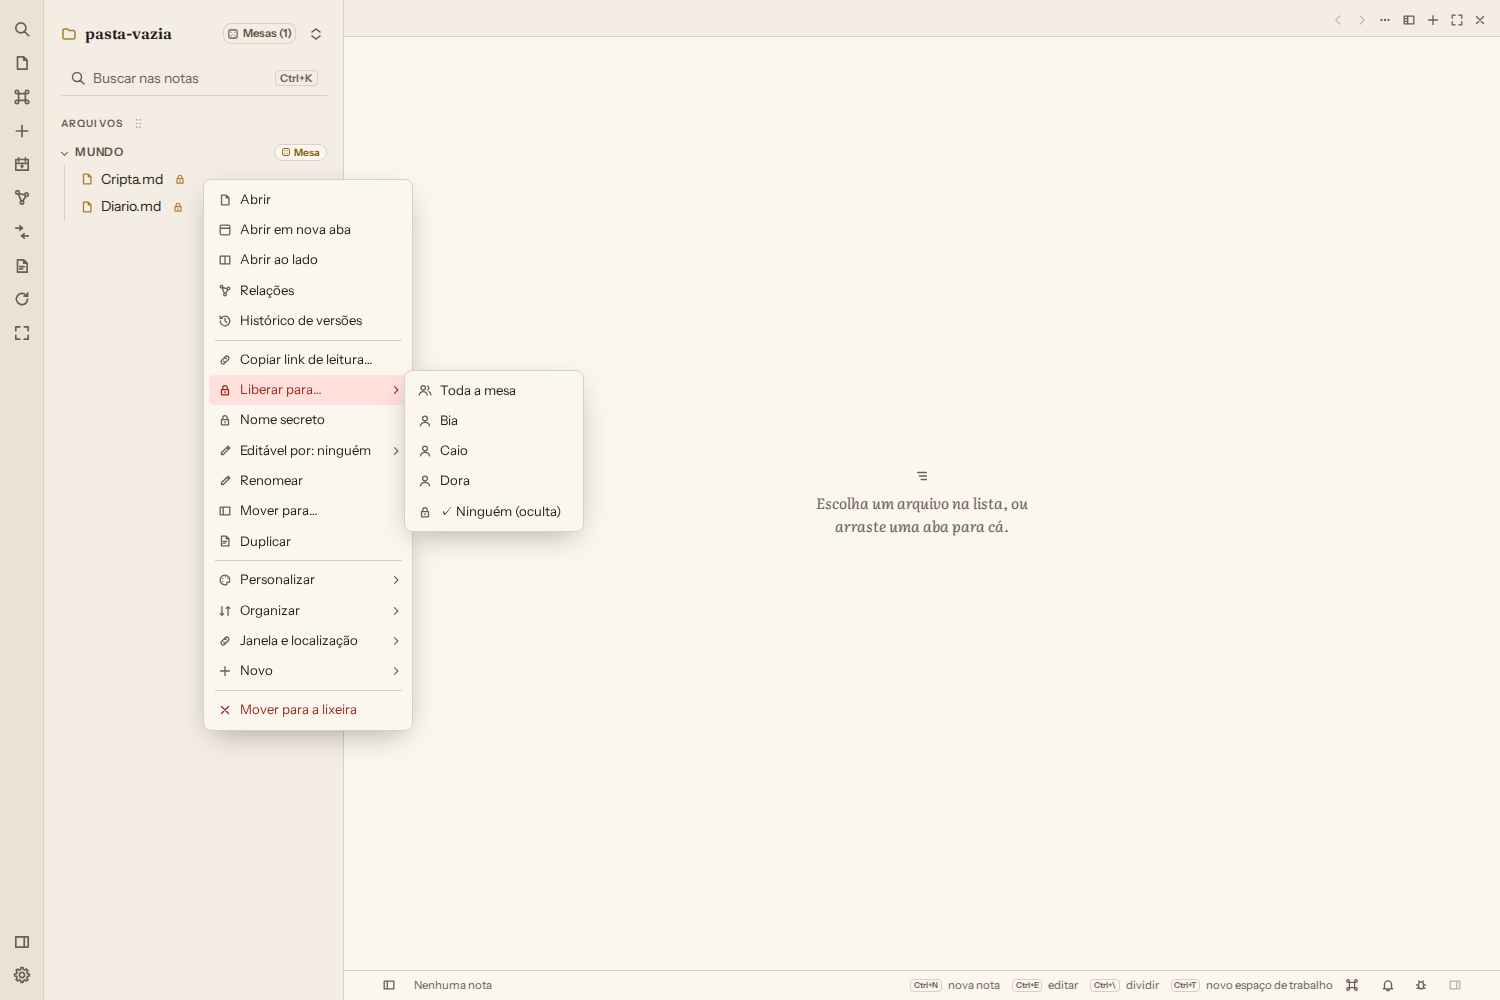 pasta-vazia
Mesas (1)
Buscar nas notas
Ctrl+K
ARQUIVOS
MUNDO
Mesa
Cripta.md
Diario.md
Abrir
Abrir em nova aba
Abrir ao lado
Relações
Histórico de versões
Copiar link de leitura...
Liberar para...
Nome secreto
Editável por: ninguém
Renomear
Mover para...
Duplicar
Personalizar
Organizar
Janela e localização
Novo
Mover para a lixeira
Toda a mesa
Bia
Caio
Dora
✓ Ninguém (oculta)
Escolha um arquivo na lista, ou
arraste uma aba para cá.
Nenhuma nota
Ctrl+N nova nota Ctrl+E editar Ctrl+\ dividir Ctrl+T novo espaço de trabalho